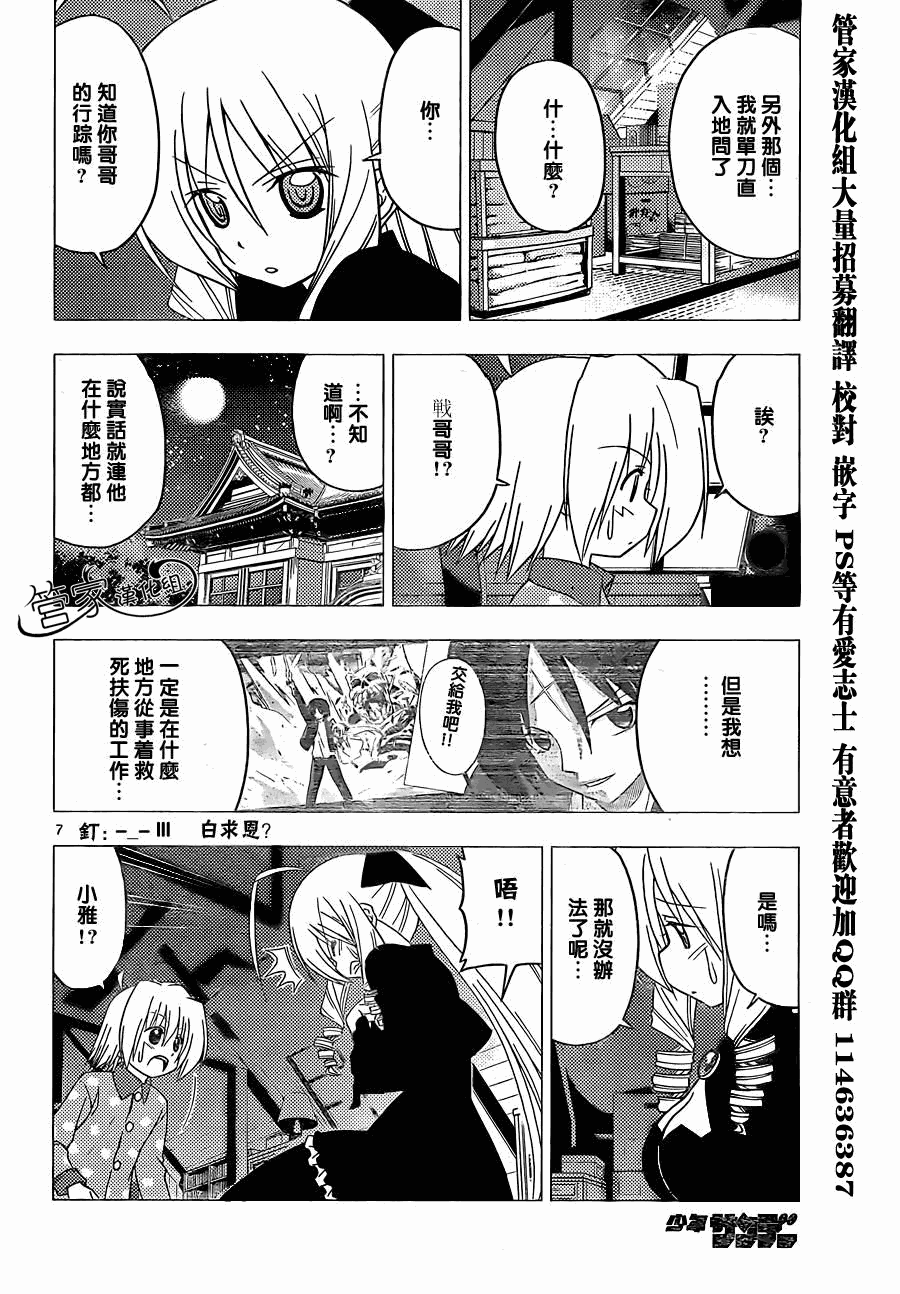 另外那個…
我就單刀直
入地問了
什…什麼?
みかん
你…
知道你哥哥
的行踪嗎?
誒?
戦哥哥!?
…不知
道啊…?
說實話就連他
在什麼地方都…
管家漢化組
但是我想
………
交給我吧!!
一定是在什麼
地方從事着救
死扶傷的工作…
7
釘:-_-III 白求恩?
是嗎…
那就沒辦
法了呢…
唔!!
小雅!?
少年
管家漢化組大量招募翻譯 校對 嵌字 PS等有愛志士 有意者歡迎加QQ群 114636387